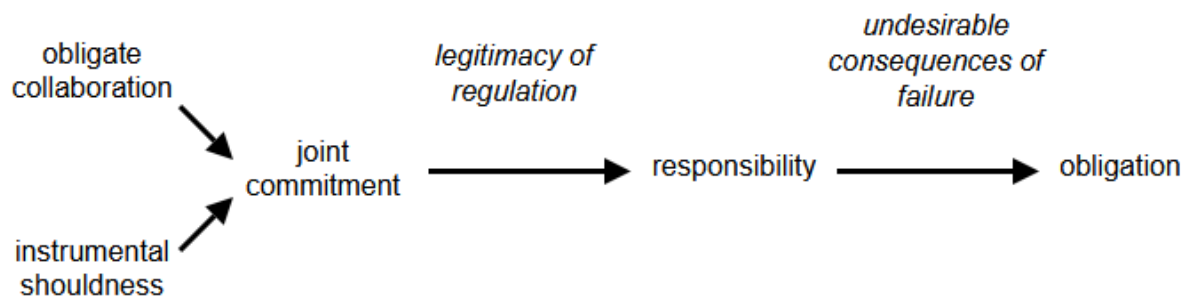 obligate
collaboration
instrumental
shouldness
joint
commitment
legitimacy of
regulation
responsibility
undesirable
consequences of
failure
obligation